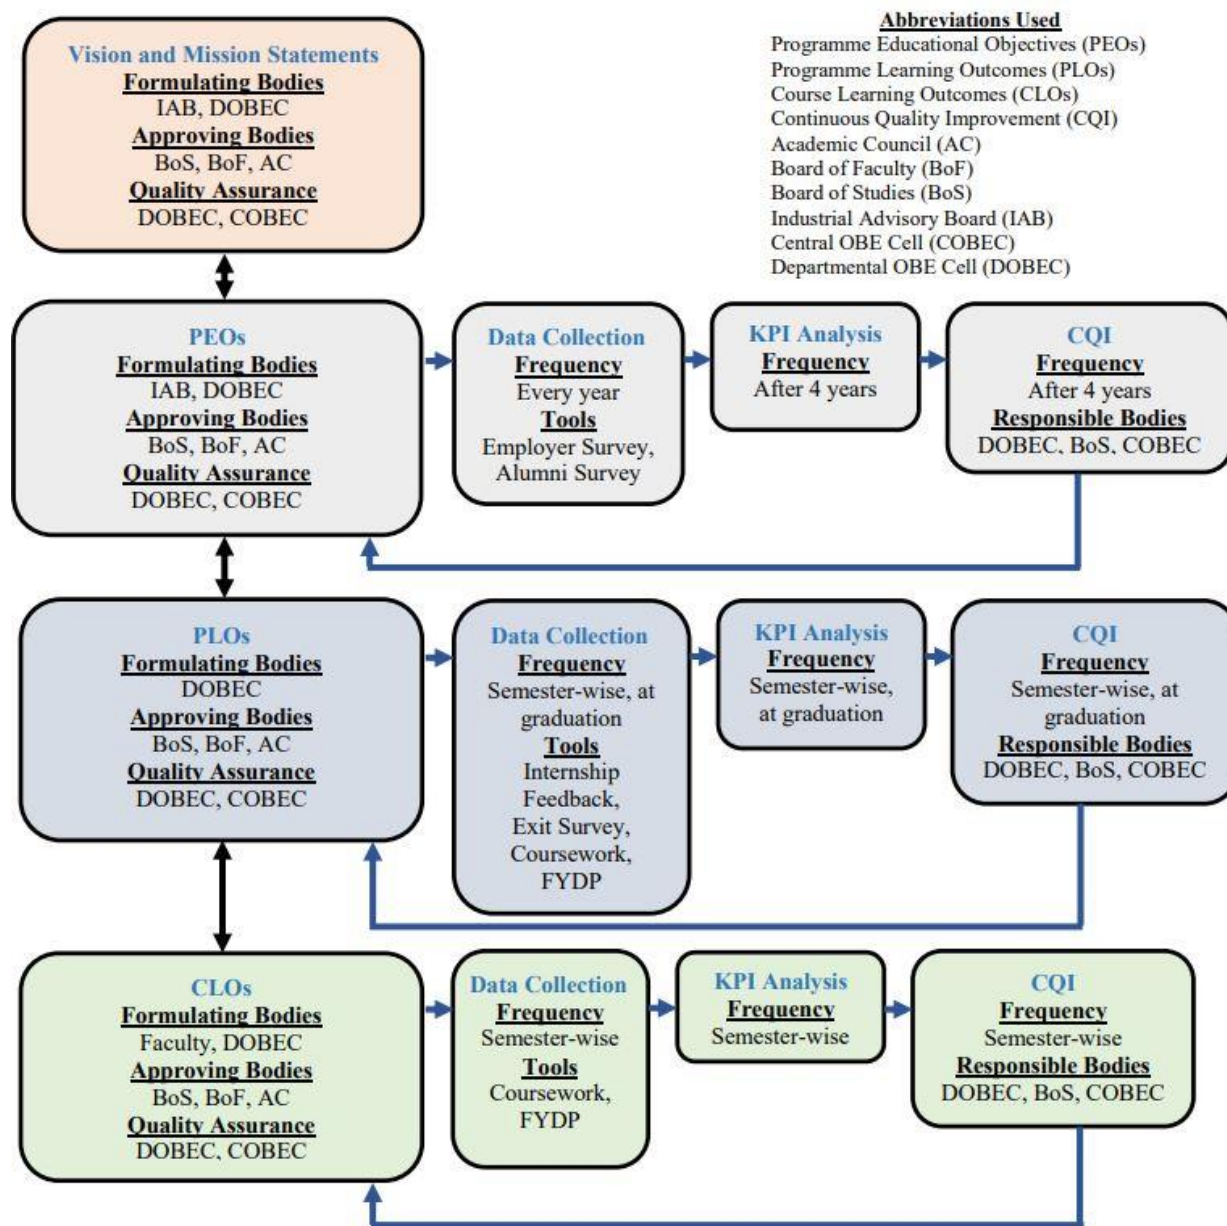 Vision and Mission Statements
Formulating Bodies
IAB, DOBEC
Approving Bodies
BoS, BoF, AC
Quality Assurance
DOBEC, COBEC
Abbreviations Used
Programme Educational Objectives (PEOs)
Programme Learning Outcomes (PLOs)
Course Learning Outcomes (CLOs)
Continuous Quality Improvement (CQI)
Academic Council (AC)
Board of Faculty (BoF)
Board of Studies (BoS)
Industrial Advisory Board (IAB)
Central OBE Cell (COBEC)
Departmental OBE Cell (DOBEC)
PEOs
Formulating Bodies
IAB, DOBEC
Approving Bodies
BoS, BoF, AC
Quality Assurance
DOBEC, COBEC
Data Collection
Frequency
Every year
Tools
Employer Survey,
Alumni Survey
KPI Analysis
Frequency
After 4 years
CQI
Frequency
After 4 years
Responsible Bodies
DOBEC, BoS, COBEC
PLOs
Formulating Bodies
DOBEC
Approving Bodies
BoS, BoF, AC
Quality Assurance
DOBEC, COBEC
Data Collection
Frequency
Semester-wise, at
graduation
Tools
Internship
Feedback,
Exit Survey,
Coursework,
FYDP
KPI Analysis
Frequency
Semester-wise,
at graduation
CQI
Frequency
Semester-wise, at
graduation
Responsible Bodies
DOBEC, BoS, COBEC
CLOs
Formulating Bodies
Faculty, DOBEC
Approving Bodies
BoS, BoF, AC
Quality Assurance
DOBEC, COBEC
Data Collection
Frequency
Semester-wise
Tools
Coursework,
FYDP
KPI Analysis
Frequency
Semester-wise
CQI
Frequency
Semester-wise
Responsible Bodies
DOBEC, BoS, COBEC